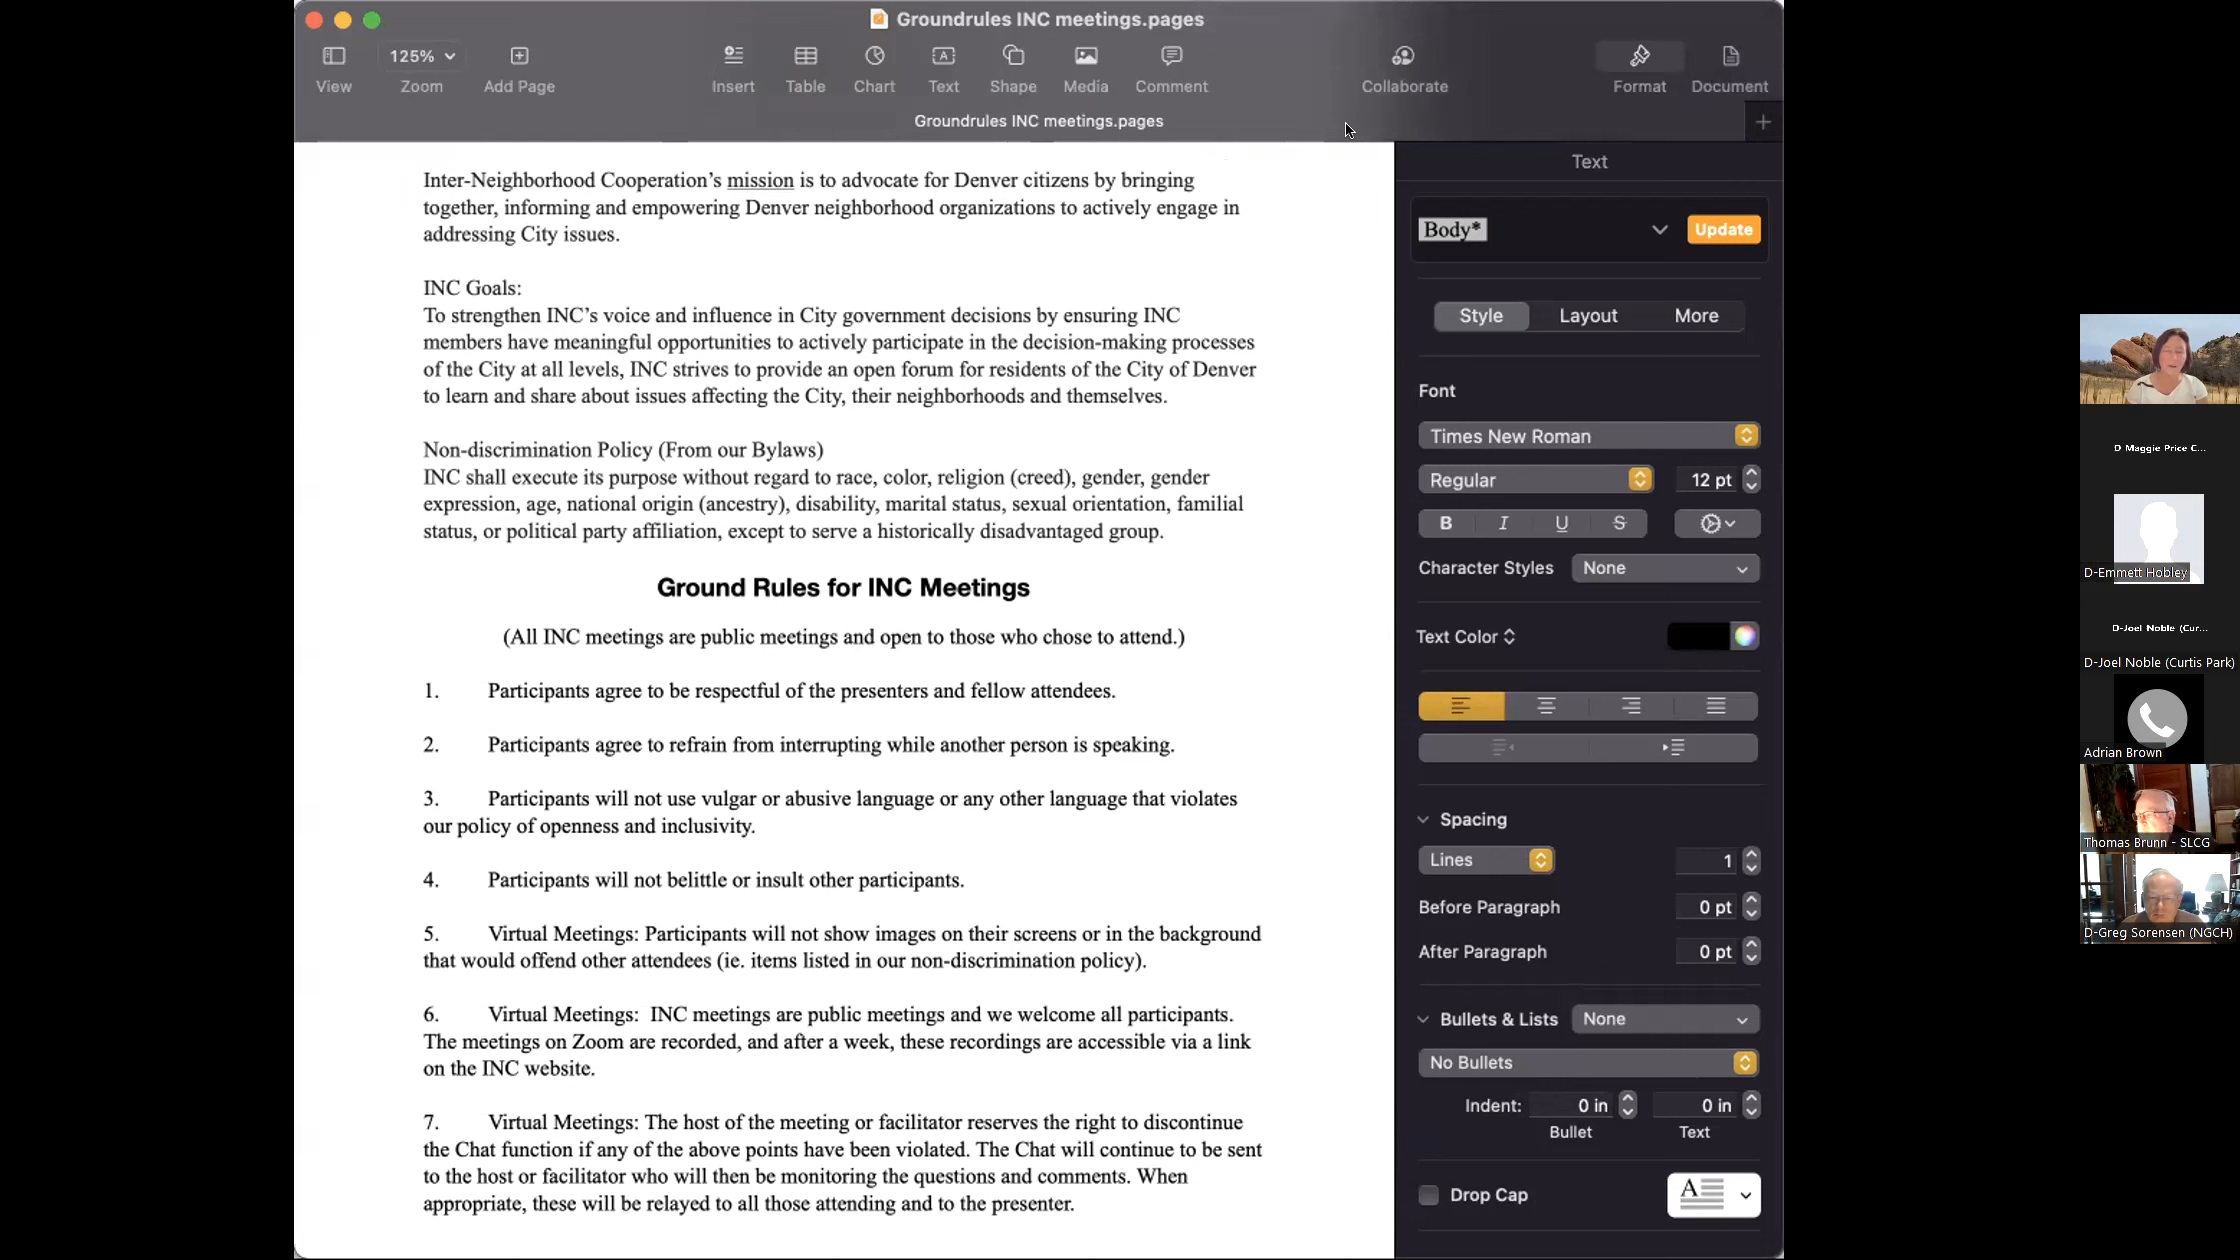 Groundrules INC meetings.pages
125%
View
Zoom
Add Page
Insert
Table
Chart
Text
Shape
Media
Comment
Collaborate
Format
Document
Groundrules INC meetings.pages
Inter-Neighborhood Cooperation’s mission is to advocate for Denver citizens by bringing
together, informing and empowering Denver neighborhood organizations to actively engage in
addressing City issues.
INC Goals:
To strengthen INC’s voice and influence in City government decisions by ensuring INC
members have meaningful opportunities to actively participate in the decision-making processes
of the City at all levels, INC strives to provide an open forum for residents of the City of Denver
to learn and share about issues affecting the City, their neighborhoods and themselves.
Non-discrimination Policy (From our Bylaws)
INC shall execute its purpose without regard to race, color, religion (creed), gender, gender
expression, age, national origin (ancestry), disability, marital status, sexual orientation, familial
status, or political party affiliation, except to serve a historically disadvantaged group.
Ground Rules for INC Meetings
(All INC meetings are public meetings and open to those who chose to attend.)
1. Participants agree to be respectful of the presenters and fellow attendees.
2. Participants agree to refrain from interrupting while another person is speaking.
3. Participants will not use vulgar or abusive language or any other language that violates
our policy of openness and inclusivity.
4. Participants will not belittle or insult other participants.
5. Virtual Meetings: Participants will not show images on their screens or in the background
that would offend other attendees (ie. items listed in our non-discrimination policy).
6. Virtual Meetings:  INC meetings are public meetings and we welcome all participants.
The meetings on Zoom are recorded, and after a week, these recordings are accessible via a link
on the INC website.
7. Virtual Meetings: The host of the meeting or facilitator reserves the right to discontinue
the Chat function if any of the above points have been violated. The Chat will continue to be sent
to the host or facilitator who will then be monitoring the questions and comments. When
appropriate, these will be relayed to all those attending and to the presenter.
Text
Body*
Update
Style
Layout
More
Font
Times New Roman
Regular
12 pt
B I U S
Character Styles
None
Text Color
Spacing
Lines
1
Before Paragraph
0 pt
After Paragraph
0 pt
Bullets & Lists
None
No Bullets
Indent:
0 in
0 in
Bullet
Text
Drop Cap
A
D Maggie Price C...
D-Emmett Hobley
D-Joel Noble (Cur...
D-Joel Noble (Curtis Park)
Adrian Brown
Thomas Brunn - SLCG
D-Greg Sorensen (NGCH)